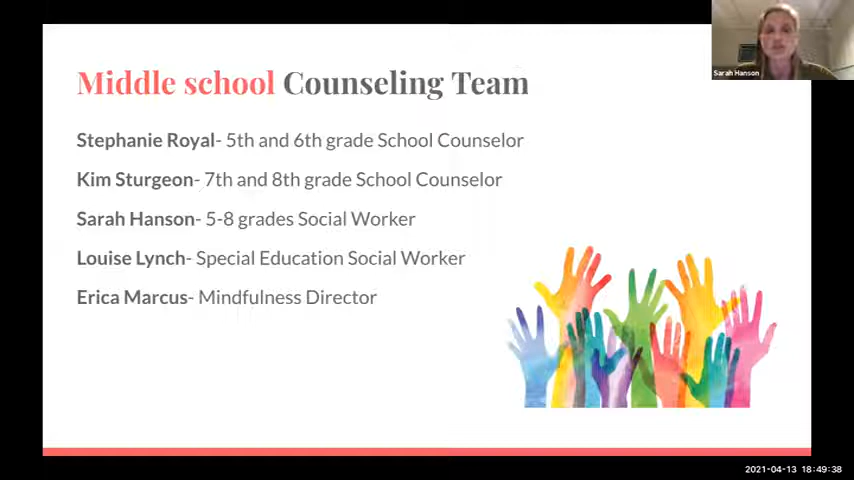 Sarah Hanson
Middle school Counseling Team
Stephanie Royal- 5th and 6th grade School Counselor
Kim Sturgeon- 7th and 8th grade School Counselor
Sarah Hanson- 5-8 grades Social Worker
Louise Lynch- Special Education Social Worker
Erica Marcus- Mindfulness Director
2021-04-13 18:49:38